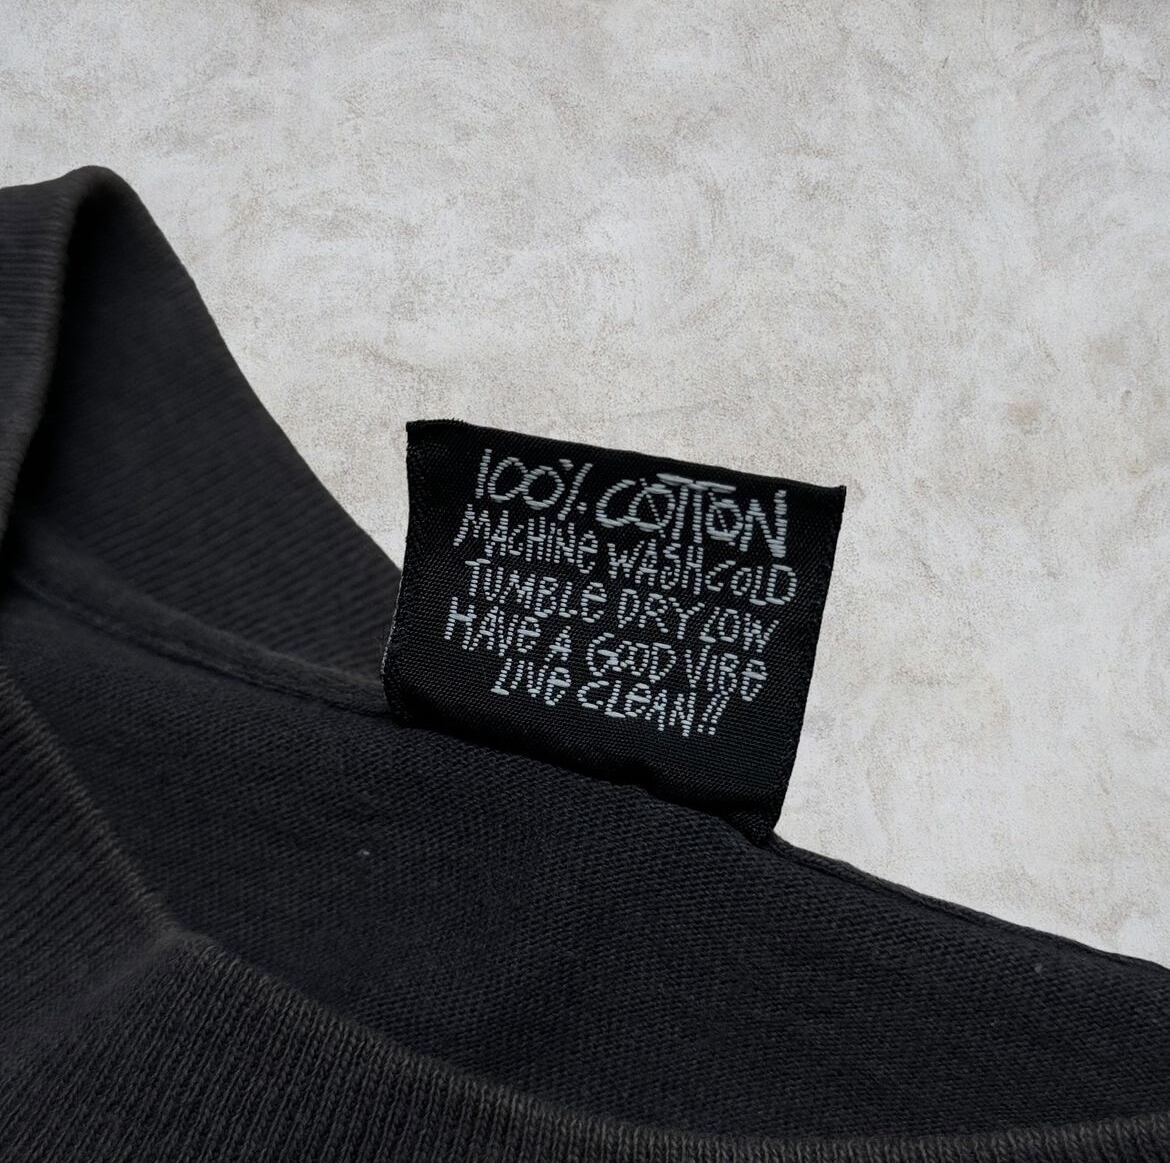 100% COTTON
MACHINE WASH COLD
TUMBLE DRY LOW
HAVE A GOOD VIBE
LIVE CLEAN!!